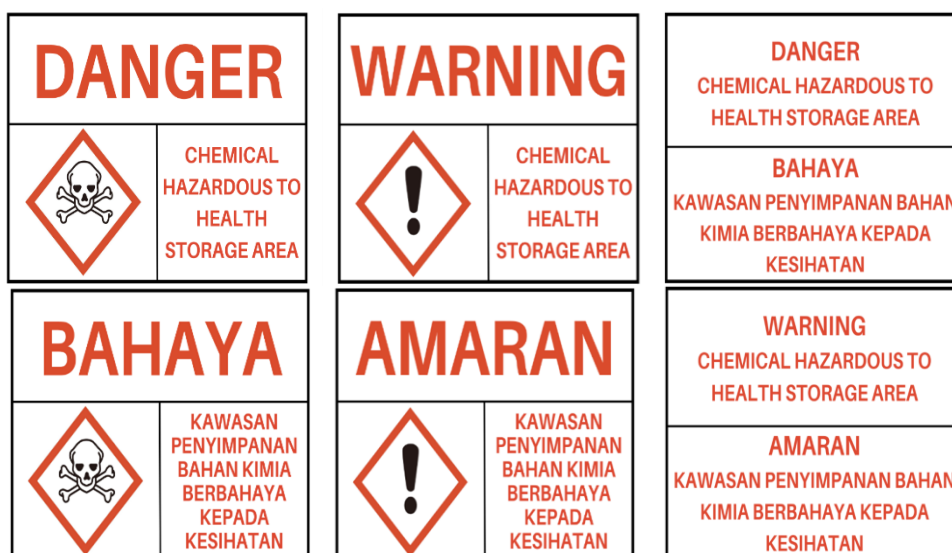 DANGER
CHEMICAL
HAZARDOUS TO
HEALTH
STORAGE AREA
WARNING
CHEMICAL
HAZARDOUS TO
HEALTH
STORAGE AREA
DANGER
CHEMICAL HAZARDOUS TO
HEALTH STORAGE AREA
BAHAYA
KAWASAN PENYIMPANAN BAHAN
KIMIA BERBAHAYA KEPADA
KESIHATAN
BAHAYA
KAWASAN
PENYIMPANAN
BAHAN KIMIA
BERBAHAYA
KEPADA
KESIHATAN
AMARAN
KAWASAN
PENYIMPANAN
BAHAN KIMIA
BERBAHAYA
KEPADA
KESIHATAN
WARNING
CHEMICAL HAZARDOUS TO
HEALTH STORAGE AREA
AMARAN
KAWASAN PENYIMPANAN BAHAN
KIMIA BERBAHAYA KEPADA
KESIHATAN